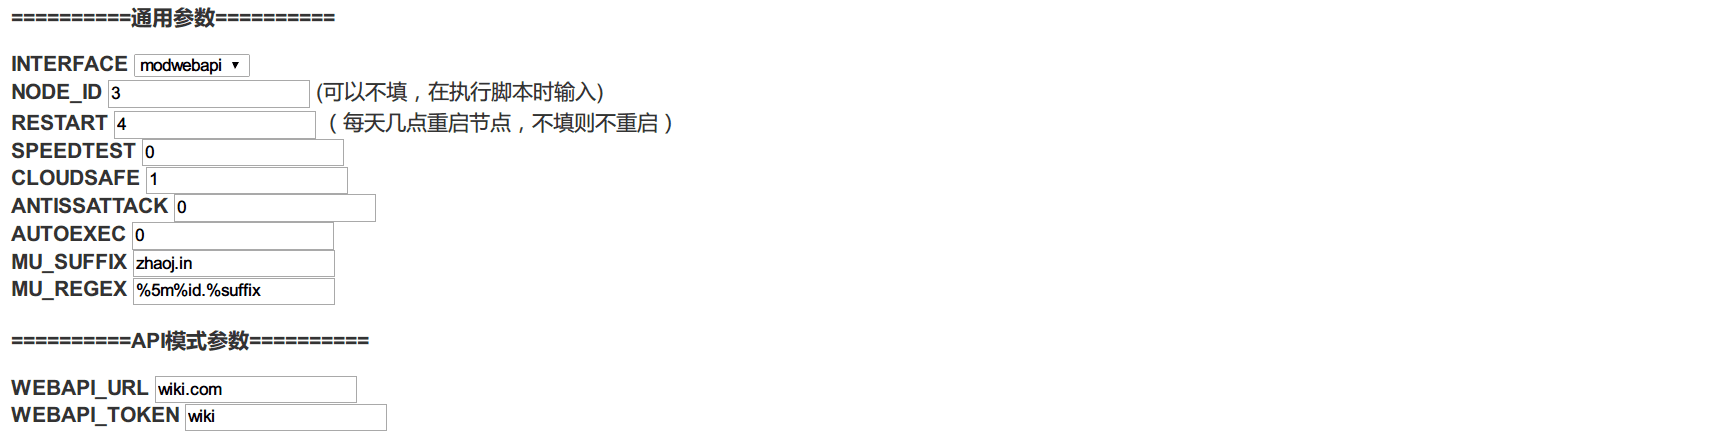 ==========通用参数==========
INTERFACE modwebapi
NODE_ID 3 (可以不填，在执行脚本时输入)
RESTART 4 （每天几点重启节点，不填则不重启）
SPEEDTEST 0
CLOUDSAFE 1
ANTISSATTACK 0
AUTOEXEC 0
MU_SUFFIX zhaoj.in
MU_REGEX %5m%id.%suffix
==========API模式参数==========
WEBAPI_URL wiki.com
WEBAPI_TOKEN wiki